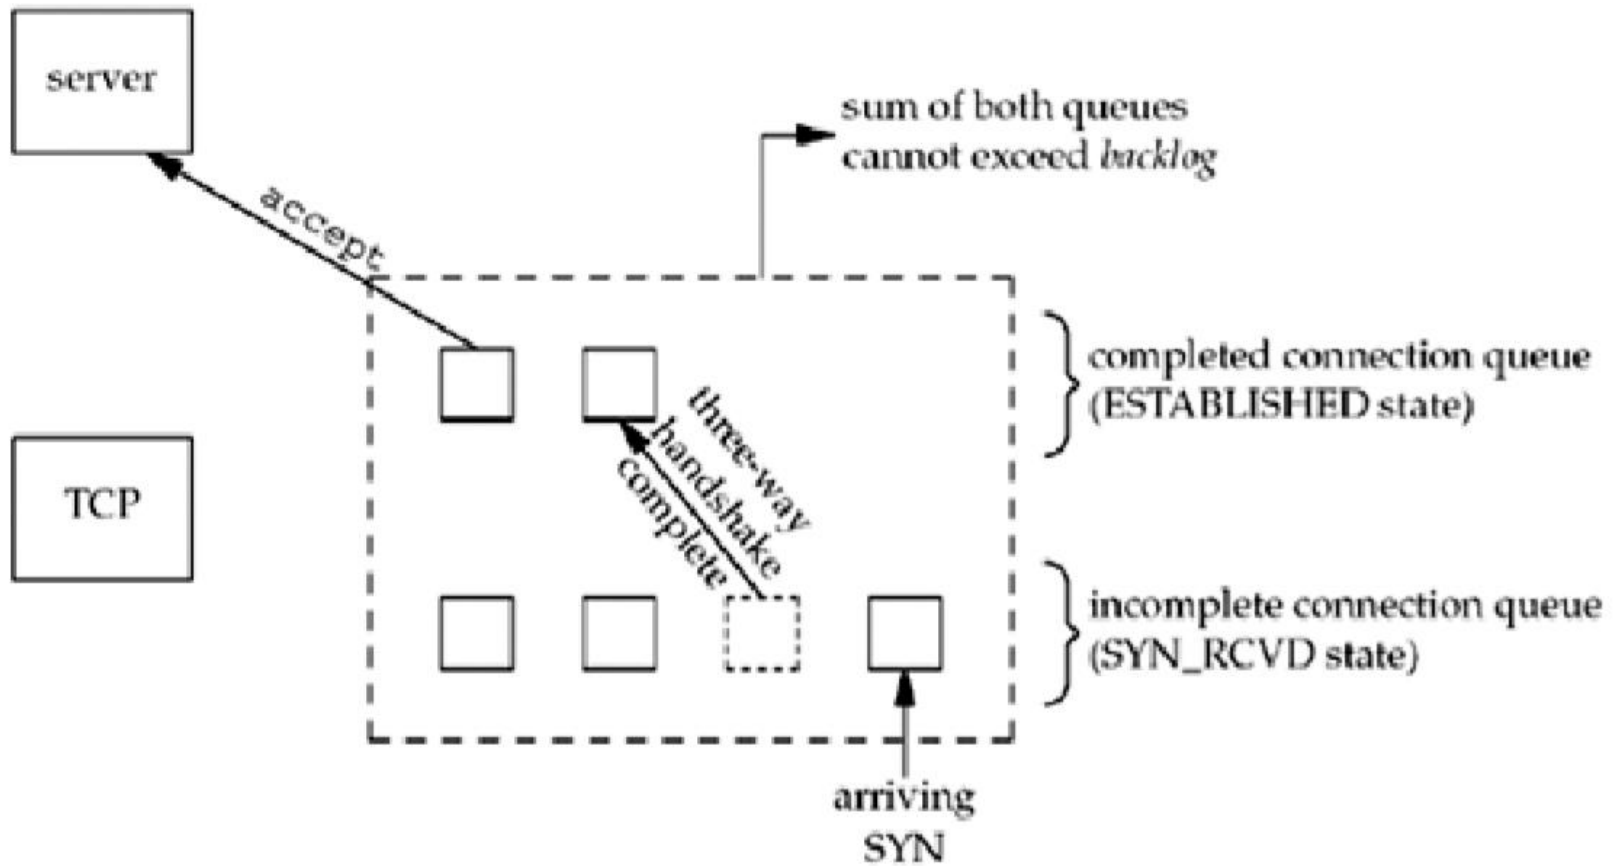 server
sum of both queues
cannot exceed backlog
accept
completed connection queue
(ESTABLISHED state)
three-way
handshake
complete
TCP
incomplete connection queue
(SYN_RCVD state)
arriving
SYN